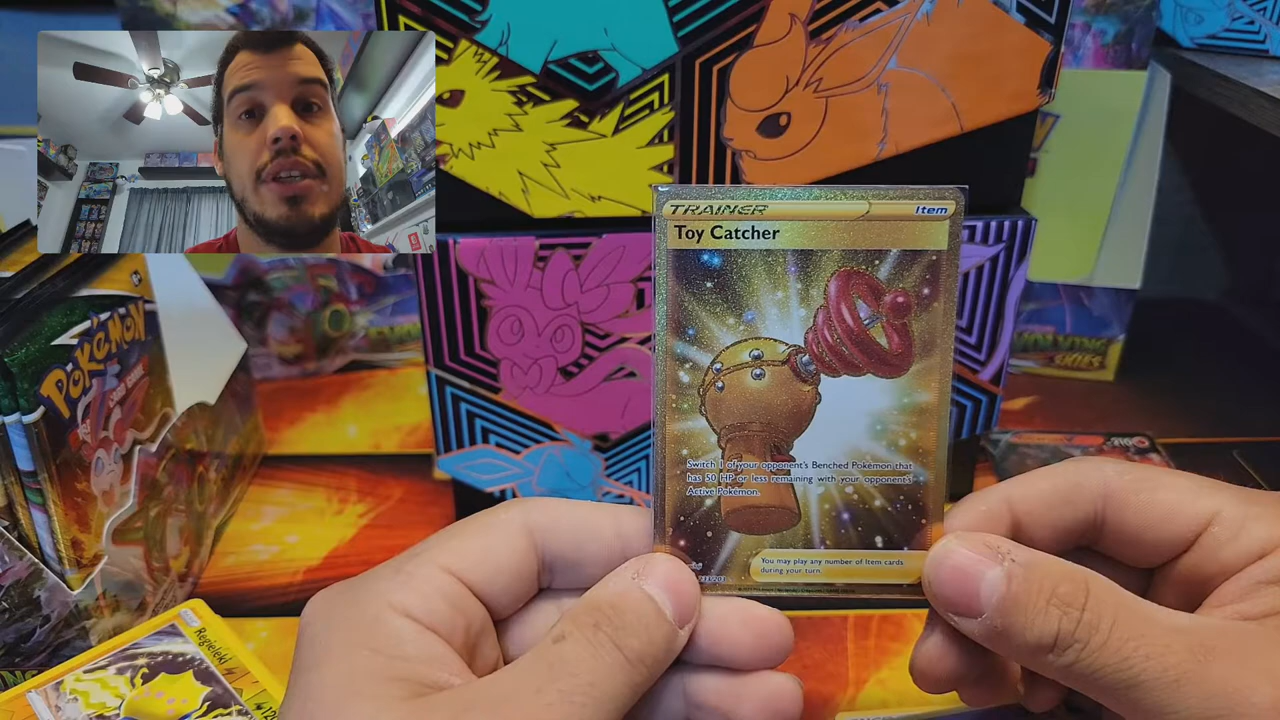 TRAINER
Item
Toy Catcher
Switch 1 of your opponent's Benched Pokémon that
has 50 HP or less remaining with your opponent's
Active Pokémon.
You may play any number of Item cards
during your turn.
POKéMON
Regieleki